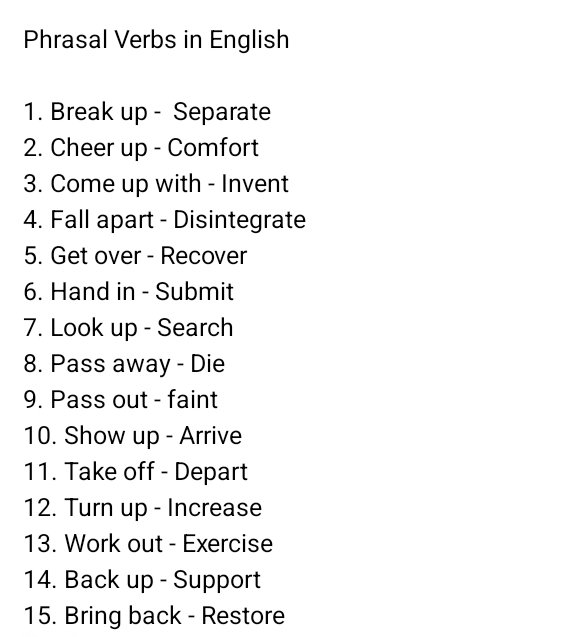 Phrasal Verbs in English
1. Break up -  Separate
2. Cheer up - Comfort
3. Come up with - Invent
4. Fall apart - Disintegrate
5. Get over - Recover
6. Hand in - Submit
7. Look up - Search
8. Pass away - Die
9. Pass out - faint
10. Show up - Arrive
11. Take off - Depart
12. Turn up - Increase
13. Work out - Exercise
14. Back up - Support
15. Bring back - Restore